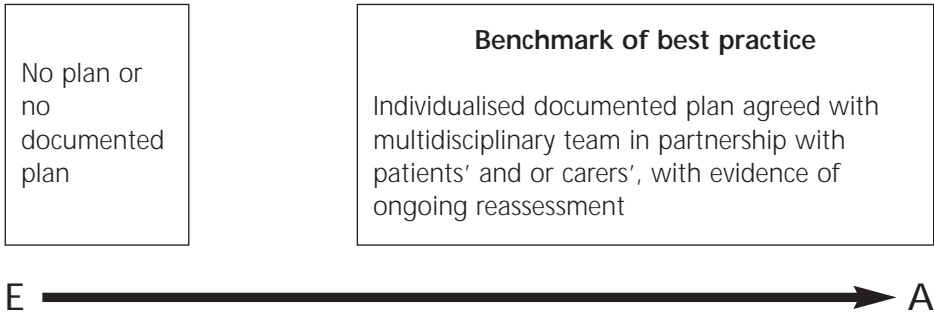 No plan or
no
documented
plan
Benchmark of best practice
Individualised documented plan agreed with
multidisciplinary team in partnership with
patients’ and or carers’, with evidence of
ongoing reassessment
E
A